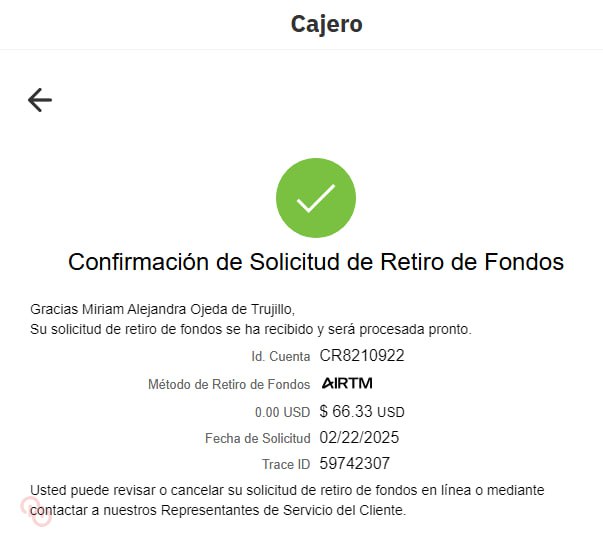 Cajero
Confirmación de Solicitud de Retiro de Fondos
Gracias Miriam Alejandra Ojeda de Trujillo,
Su solicitud de retiro de fondos se ha recibido y será procesada pronto.
Id. Cuenta CR8210922
Método de Retiro de Fondos AIRTM
0.00 USD $ 66.33 USD
Fecha de Solicitud 02/22/2025
Trace ID 59742307
Usted puede revisar o cancelar su solicitud de retiro de fondos en línea o mediante
contactar a nuestros Representantes de Servicio del Cliente.